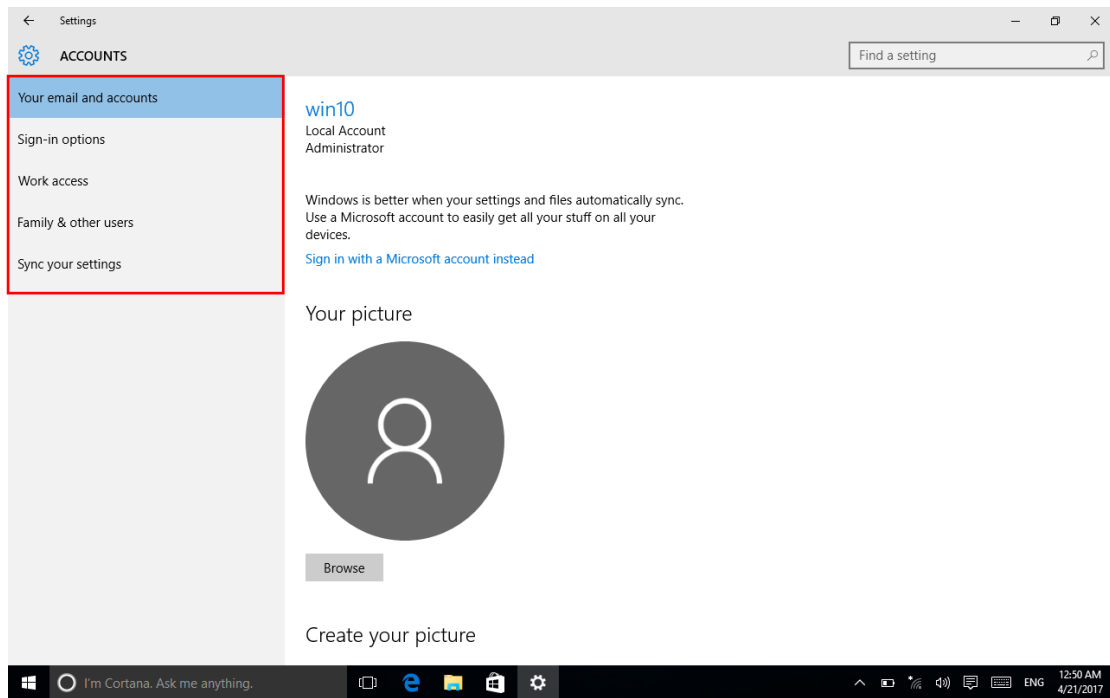 Settings
ACCOUNTS
Find a setting
Your email and accounts
Sign-in options
Work access
Family & other users
Sync your settings
win10
Local Account
Administrator
Windows is better when your settings and files automatically sync.
Use a Microsoft account to easily get all your stuff on all your
devices.
Sign in with a Microsoft account instead
Your picture
Browse
Create your picture
I'm Cortana. Ask me anything.
ENG
12:50 AM
4/21/2017